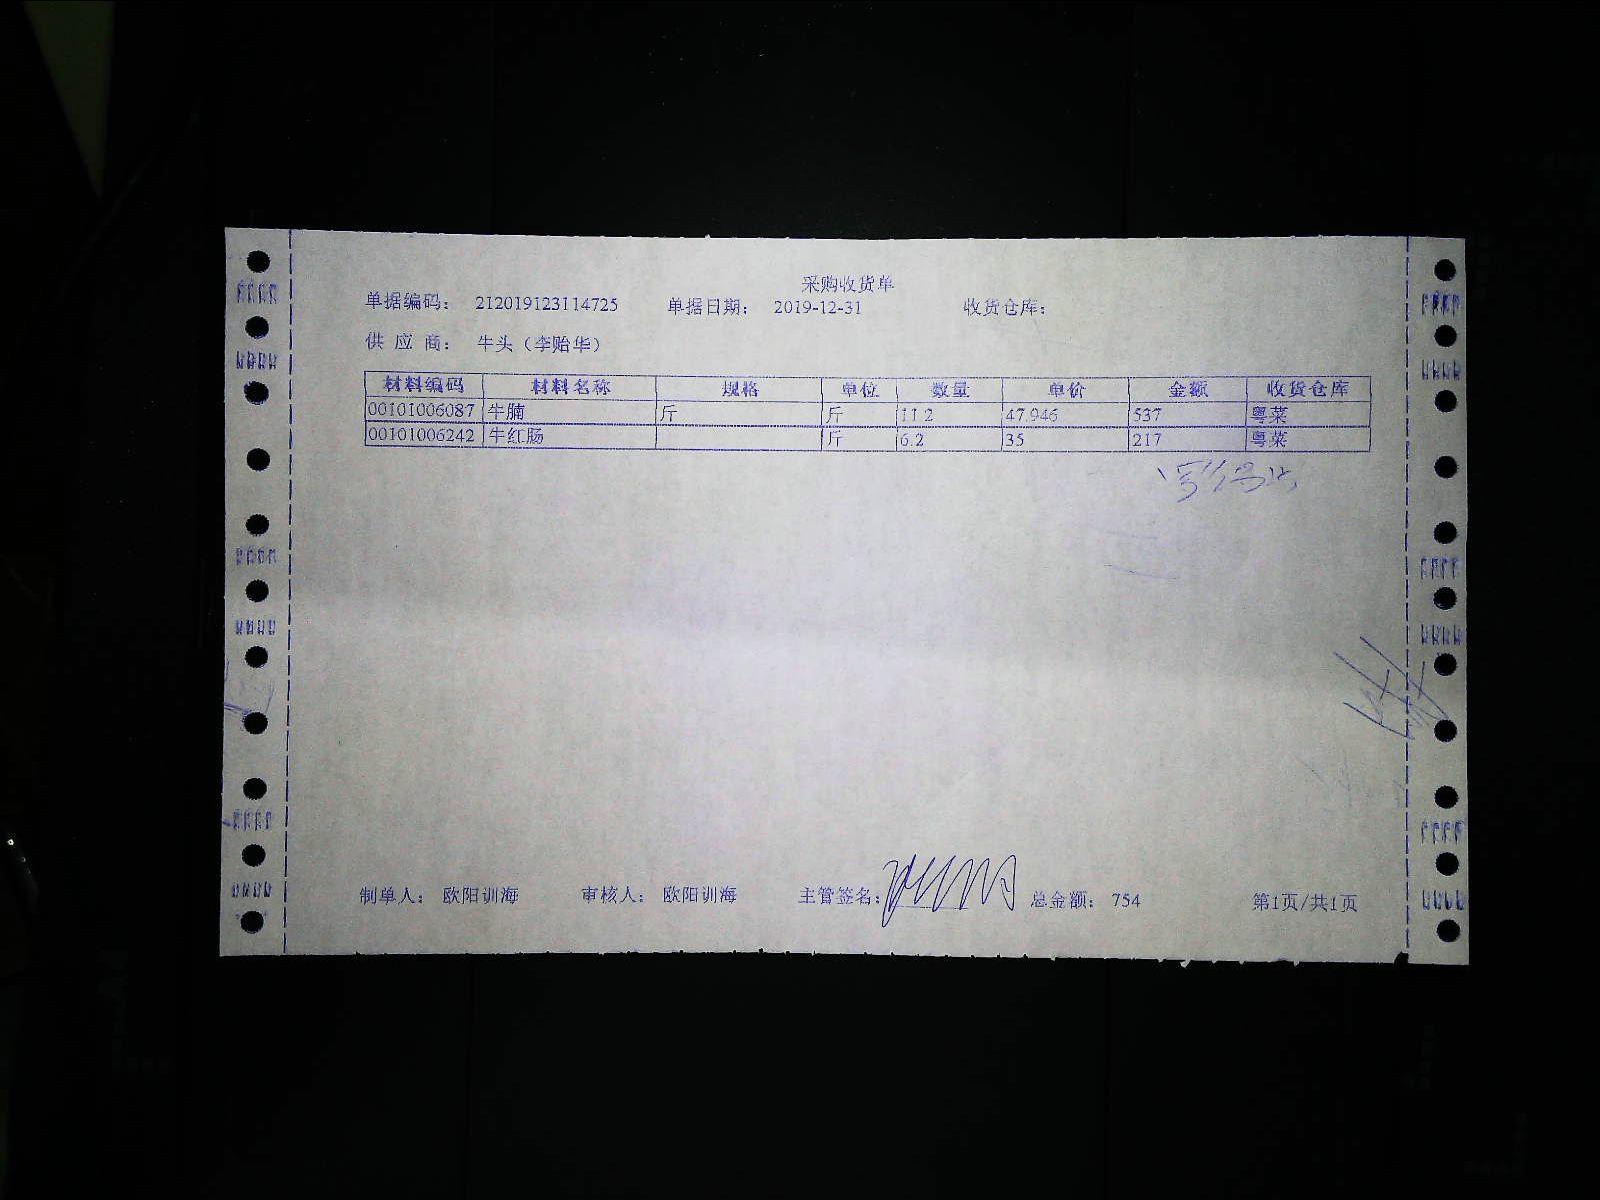 采购收货单
单据编码： 212019123114725 单据日期： 2019-12-31 收货仓库：
供 应 商： 牛头（李贻华）
材料编码 材料名称 规格 单位 数量 单价 金额 收货仓库
00101006087 牛腩 斤 斤 11.2 47.946 537 粤菜
00101006242 牛红肠 斤 6.2 35 217 粤菜
制单人： 欧阳训海 审核人： 欧阳训海 主管签名： 总金额： 754 第1页/共1页